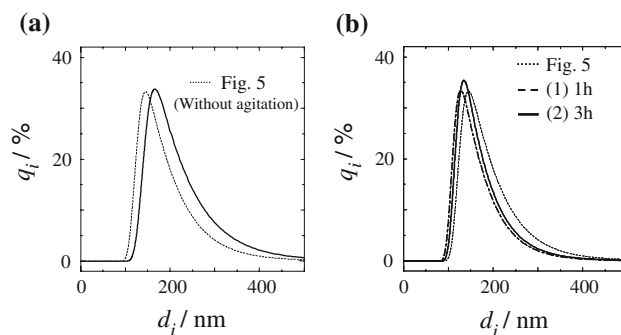 (a)
40
20
0
q_i / %
Fig. 5
(Without agitation)
0 200 400
d_i / nm
(b)
40
20
0
q_i / %
Fig. 5
(1) 1h
(2) 3h
0 200 400
d_i / nm